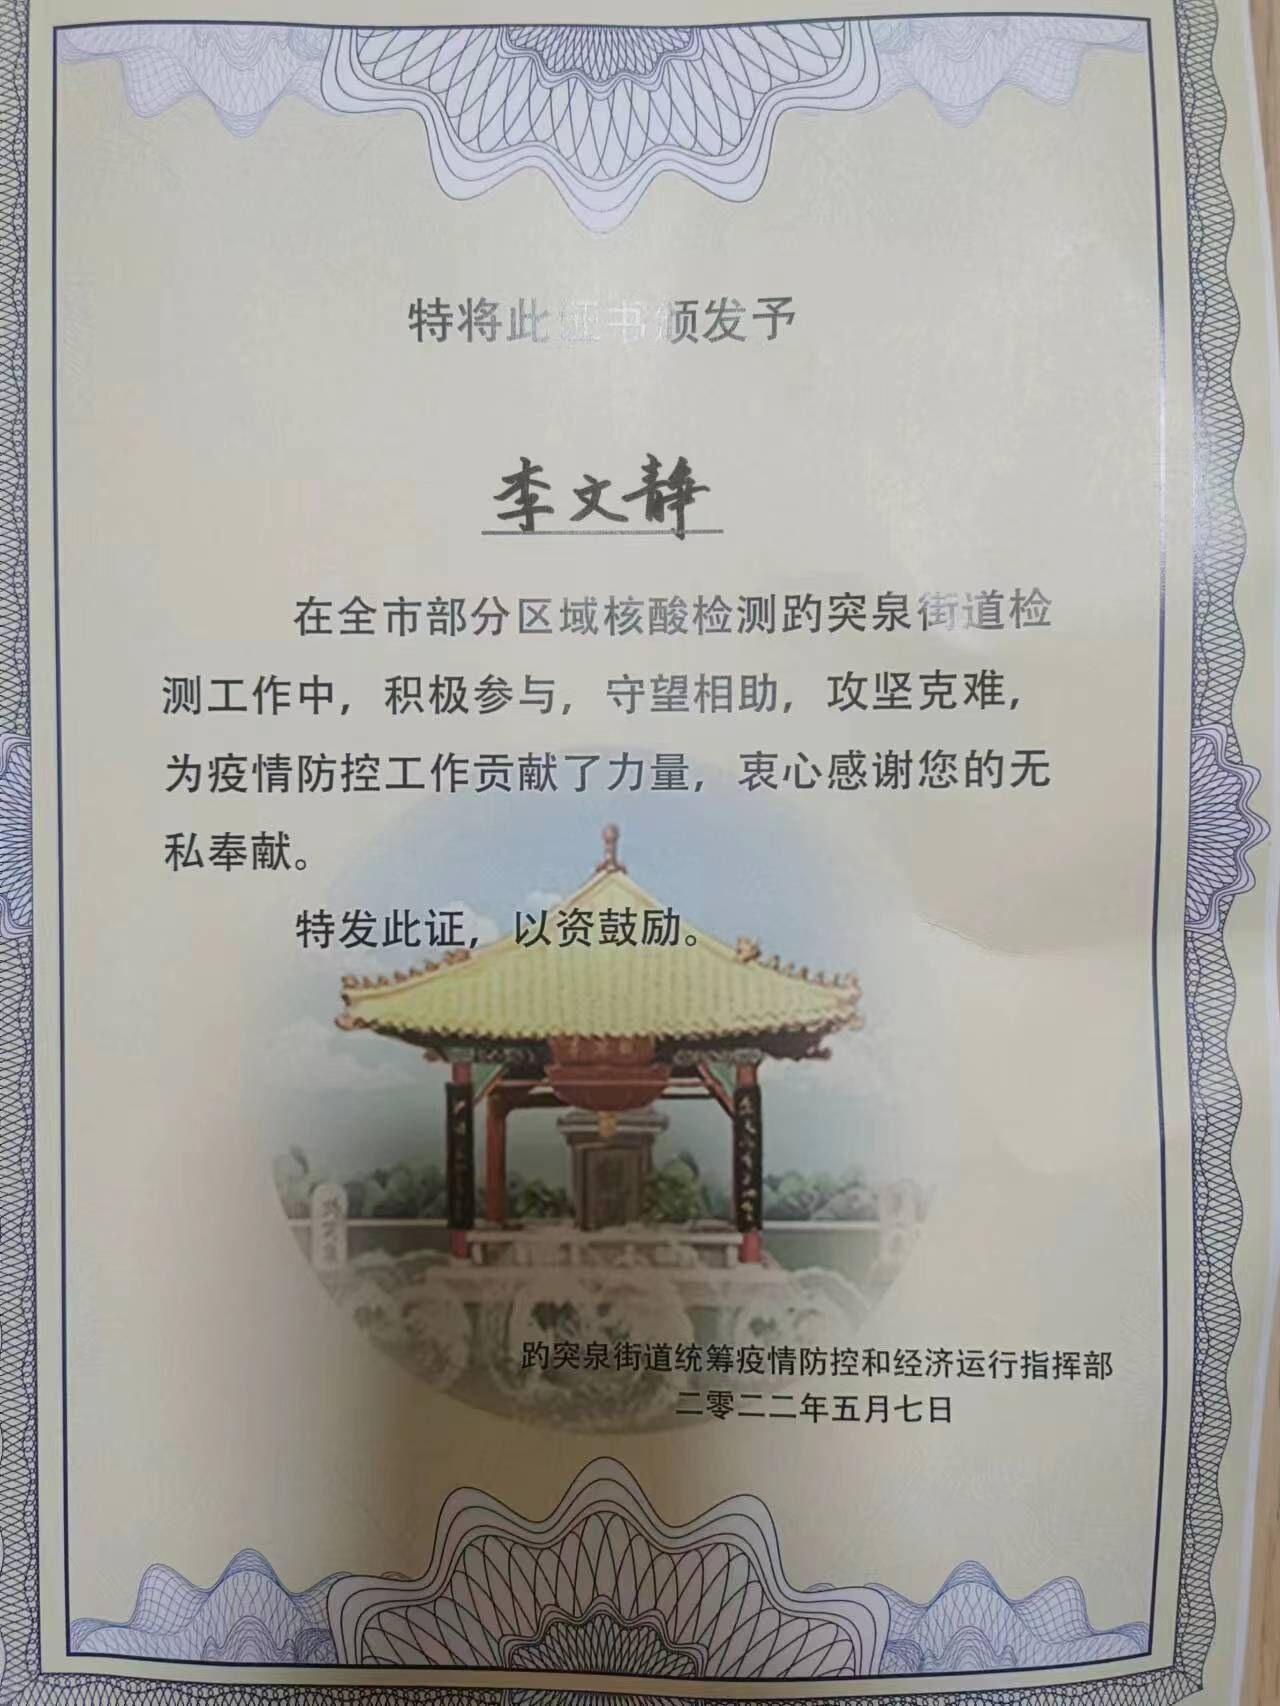 特将此证书颁发予
李文静
在全市部分区域核酸检测趵突泉街道检
测工作中，积极参与，守望相助，攻坚克难，
为疫情防控工作贡献了力量，衷心感谢您的无
私奉献。
特发此证，以资鼓励。
趵突泉街道统筹疫情防控和经济运行指挥部
二零二二年五月七日